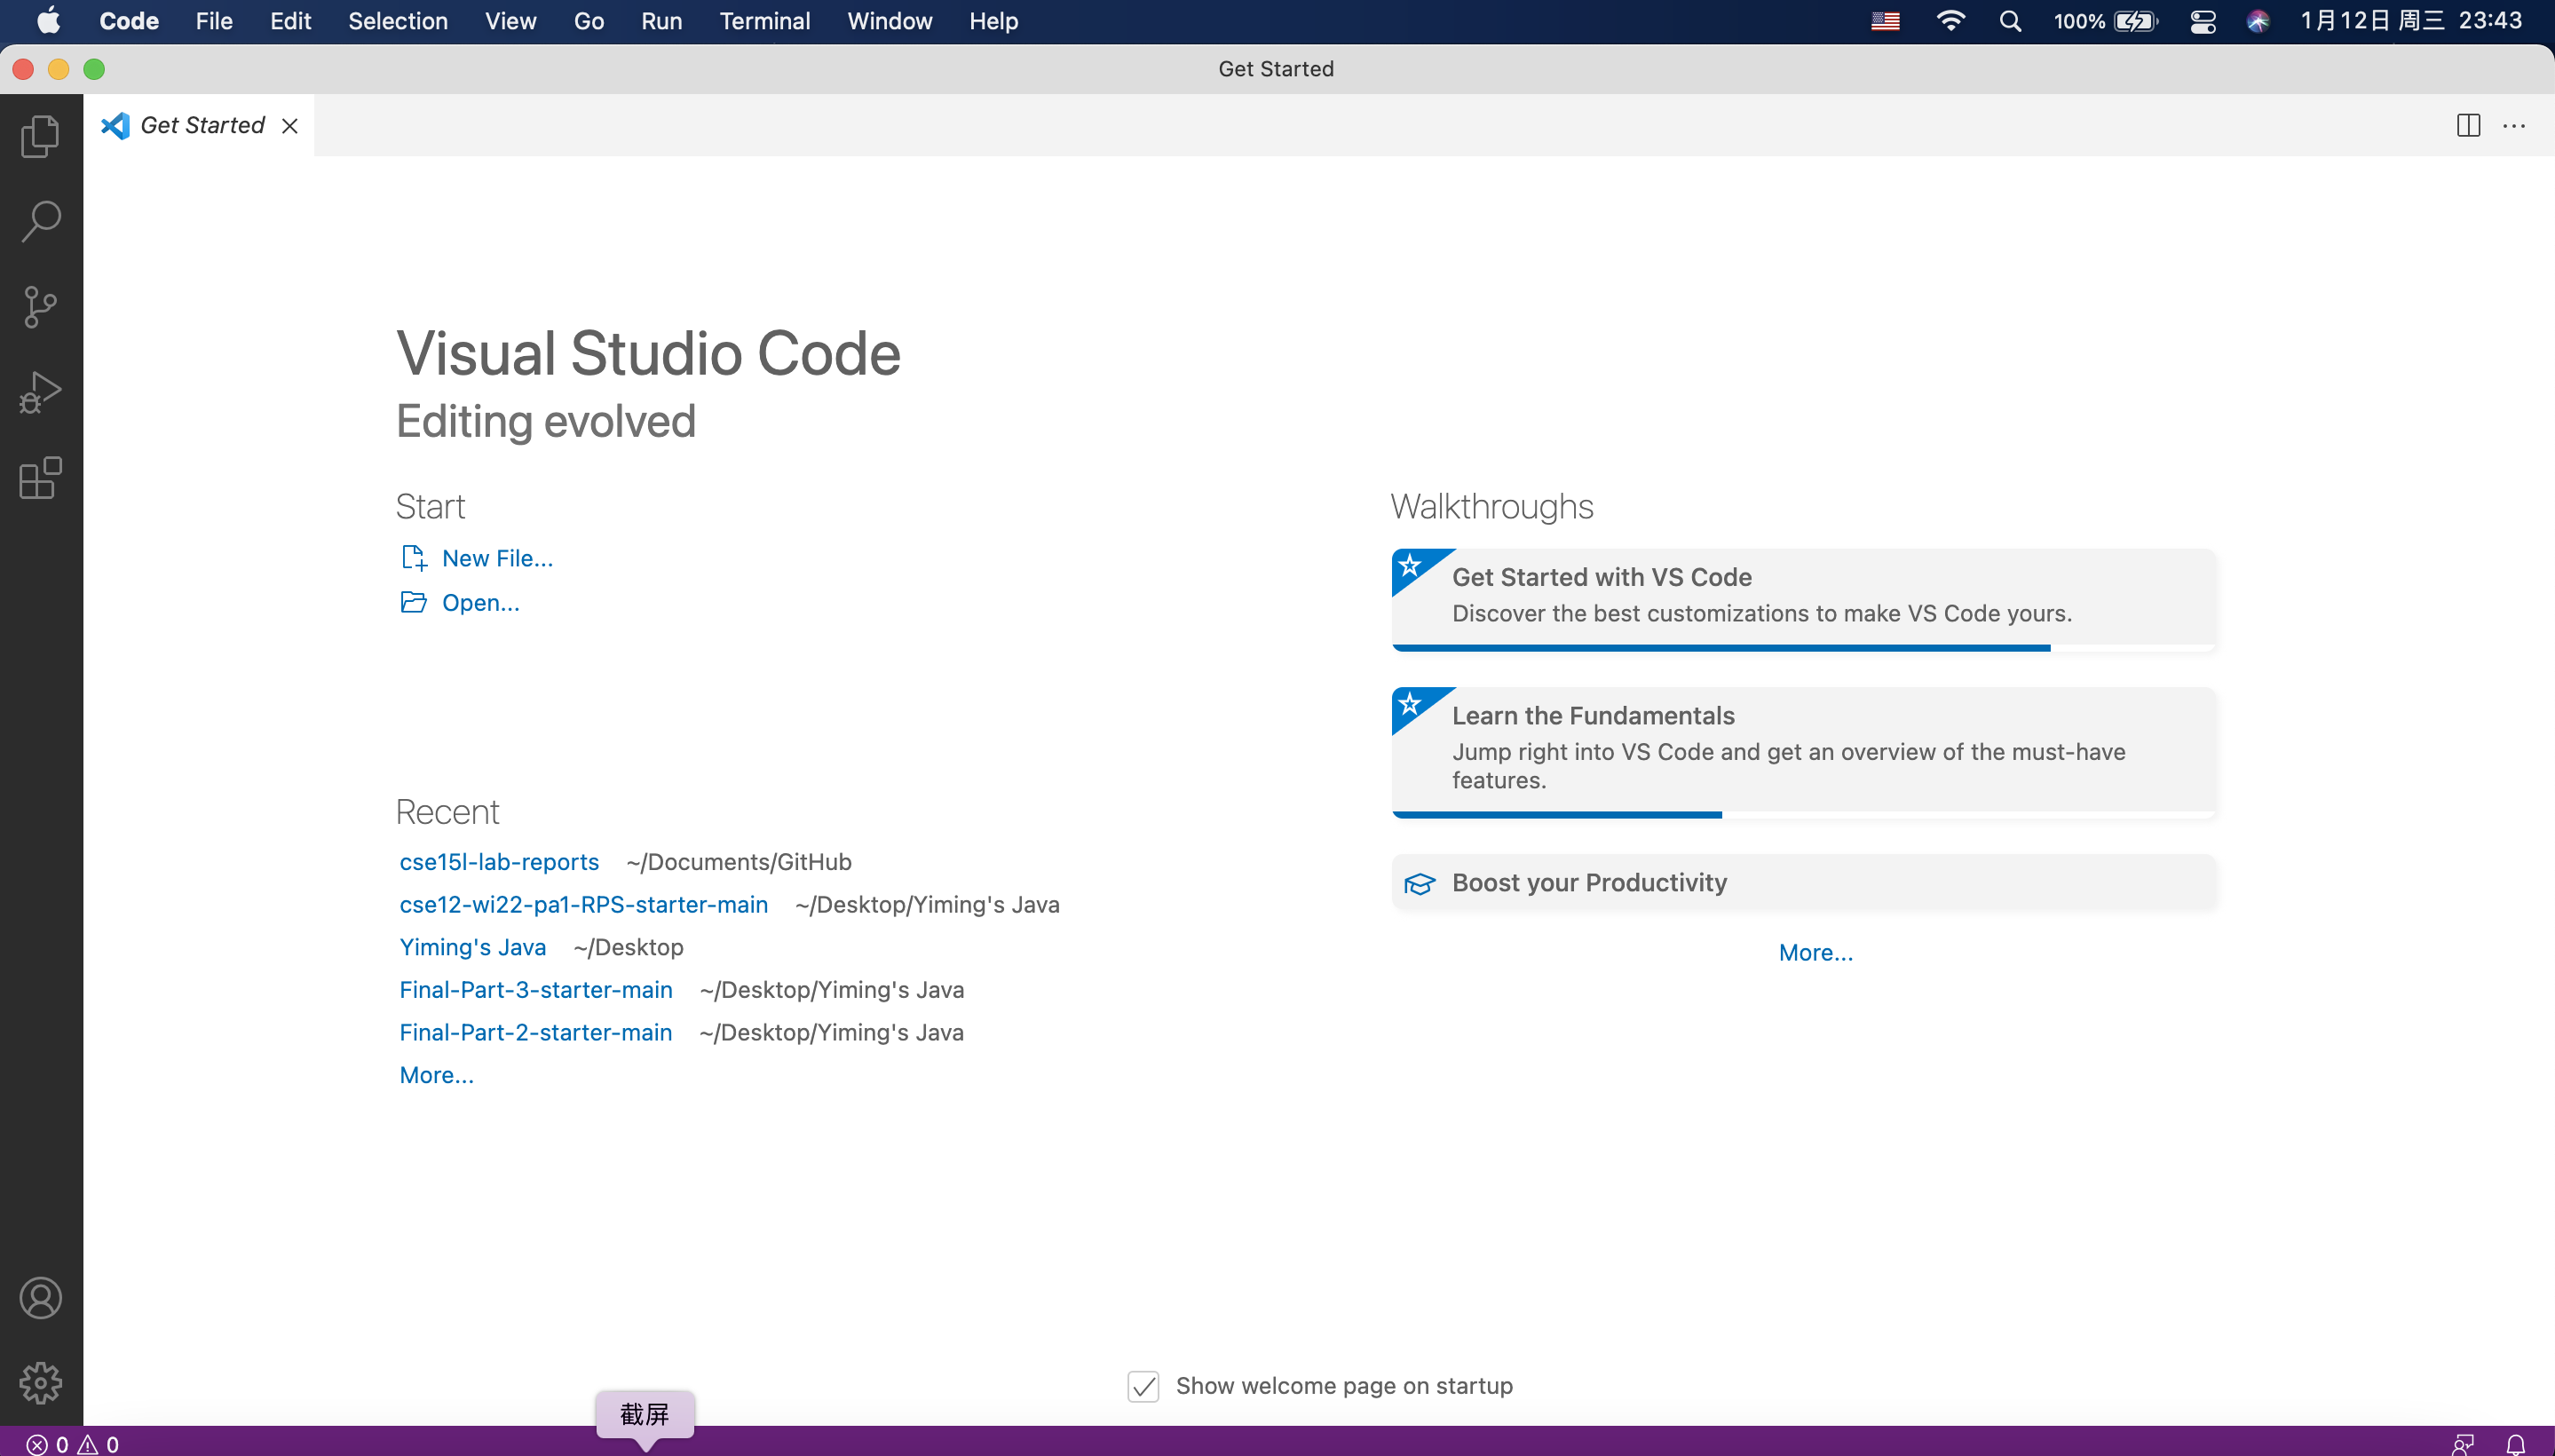 Code File Edit Selection View Go Run Terminal Window Help 100% 1月12日 周三 23:43
Get Started
Get Started
Visual Studio Code
Editing evolved
Start
New File...
Open...
Recent
cse15l-lab-reports ~/Documents/GitHub
cse12-wi22-pa1-RPS-starter-main ~/Desktop/Yiming's Java
Yiming's Java ~/Desktop
Final-Part-3-starter-main ~/Desktop/Yiming's Java
Final-Part-2-starter-main ~/Desktop/Yiming's Java
More...
Walkthroughs
Get Started with VS Code
Discover the best customizations to make VS Code yours.
Learn the Fundamentals
Jump right into VS Code and get an overview of the must-have
features.
Boost your Productivity
More...
Show welcome page on startup
截屏
0 0